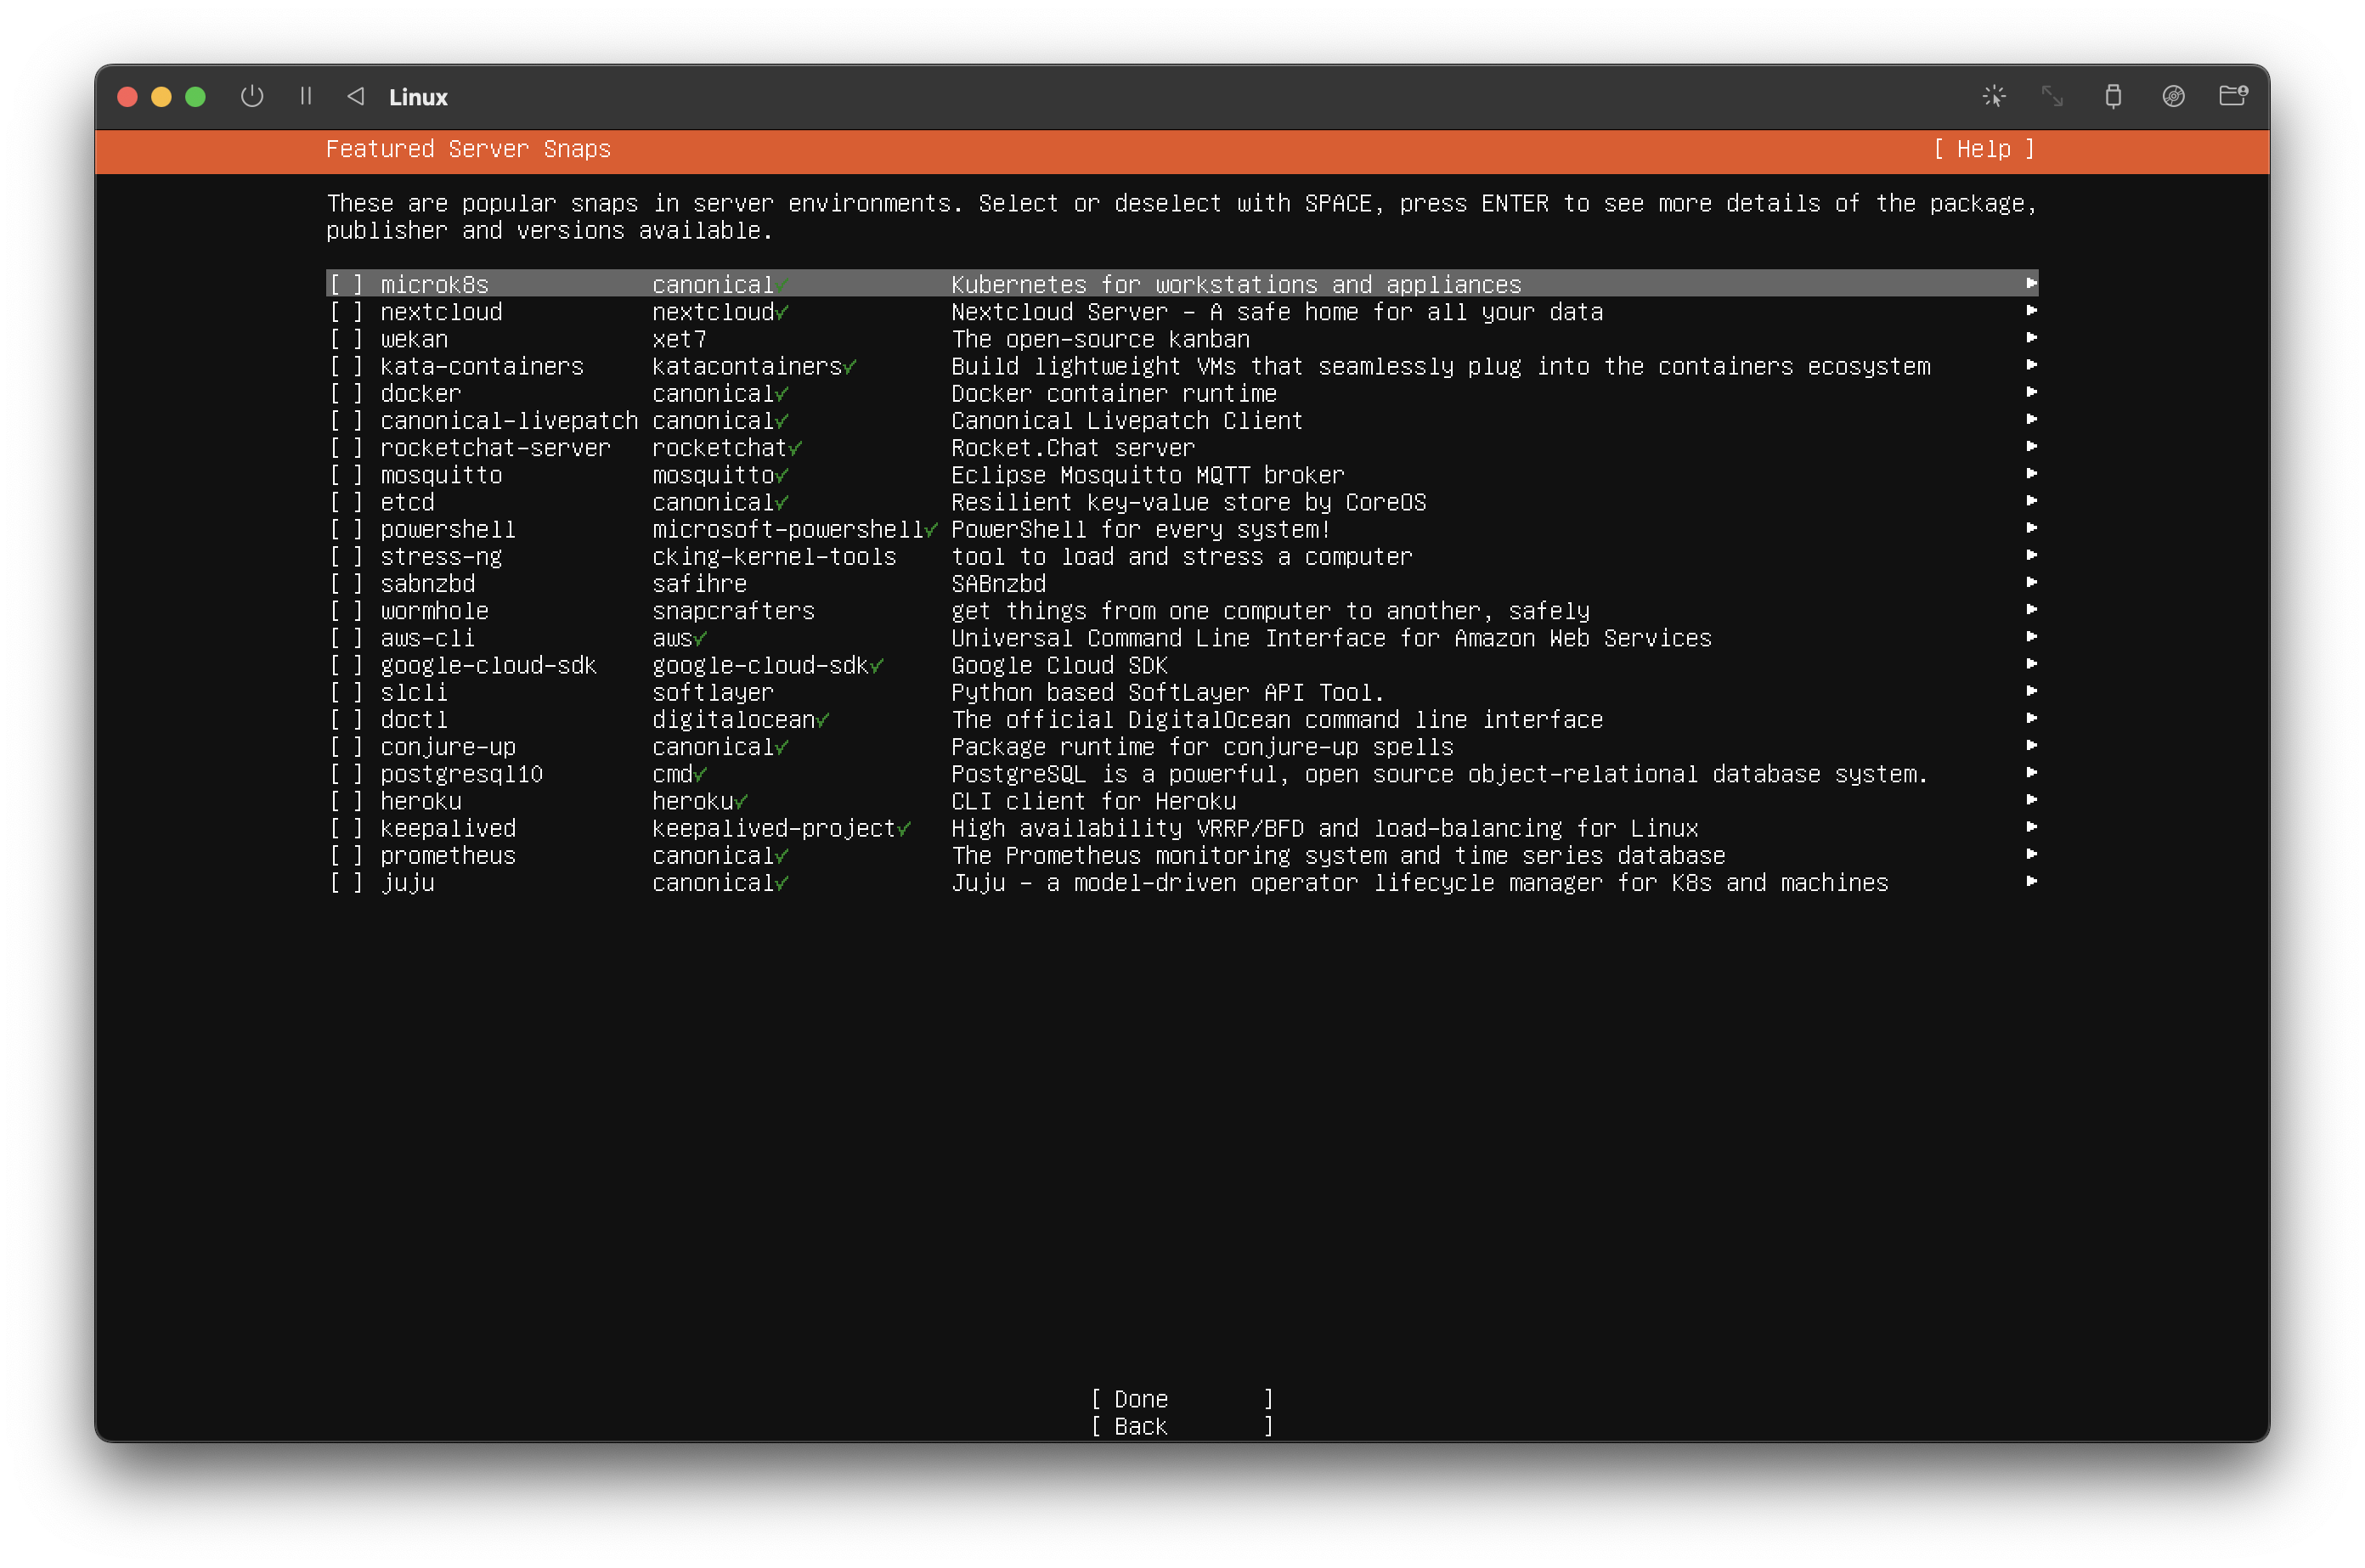 Linux
Featured Server Snaps [ Help ]
These are popular snaps in server environments. Select or deselect with SPACE, press ENTER to see more details of the package,
publisher and versions available.
[ ] microk8s canonical✓ Kubernetes for workstations and appliances ▸
[ ] nextcloud nextcloud✓ Nextcloud Server - A safe home for all your data ▸
[ ] wekan xet7 The open-source kanban ▸
[ ] kata-containers katacontainers✓ Build lightweight VMs that seamlessly plug into the containers ecosystem ▸
[ ] docker canonical✓ Docker container runtime ▸
[ ] canonical-livepatch canonical✓ Canonical Livepatch Client ▸
[ ] rocketchat-server rocketchat✓ Rocket.Chat server ▸
[ ] mosquitto mosquitto✓ Eclipse Mosquitto MQTT broker ▸
[ ] etcd canonical✓ Resilient key-value store by CoreOS ▸
[ ] powershell microsoft-powershell✓ PowerShell for every system! ▸
[ ] stress-ng cking-kernel-tools tool to load and stress a computer ▸
[ ] sabnzbd safihre SABnzbd ▸
[ ] wormhole snapcrafters get things from one computer to another, safely ▸
[ ] aws-cli aws✓ Universal Command Line Interface for Amazon Web Services ▸
[ ] google-cloud-sdk google-cloud-sdk✓ Google Cloud SDK ▸
[ ] slcli softlayer Python based SoftLayer API Tool. ▸
[ ] doctl digitalocean✓ The official DigitalOcean command line interface ▸
[ ] conjure-up canonical✓ Package runtime for conjure-up spells ▸
[ ] postgresql10 cmd✓ PostgreSQL is a powerful, open source object-relational database system. ▸
[ ] heroku heroku✓ CLI client for Heroku ▸
[ ] keepalived keepalived-project✓ High availability VRRP/BFD and load-balancing for Linux ▸
[ ] prometheus canonical✓ The Prometheus monitoring system and time series database ▸
[ ] juju canonical✓ Juju - a model-driven operator lifecycle manager for K8s and machines ▸
[ Done ]
[ Back ]